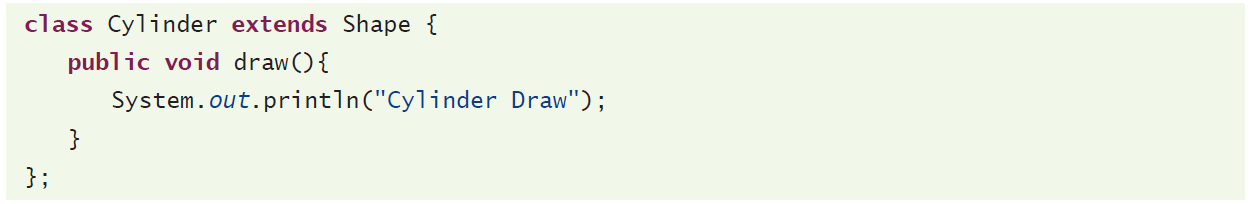 class Cylinder extends Shape {
public void draw(){
System.out.println("Cylinder Draw");
}
};